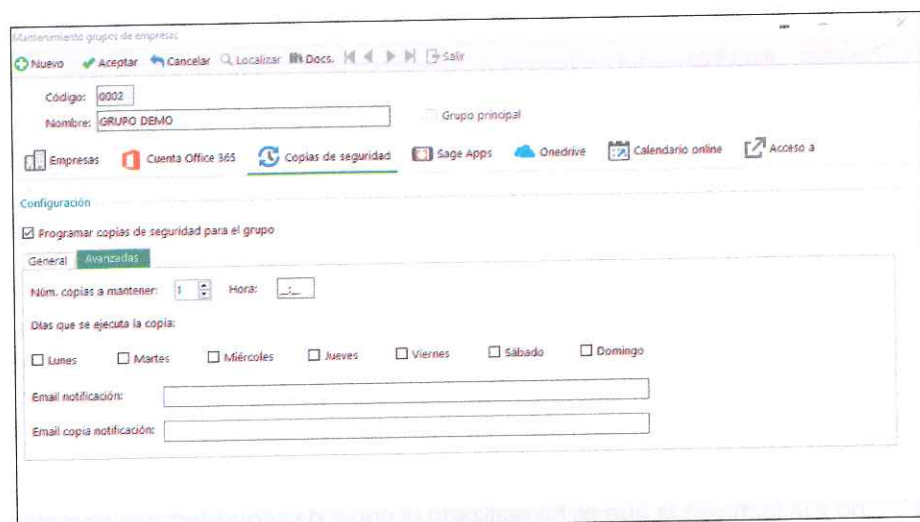 Mantenimiento grupos de empresas
Nuevo Aceptar Cancelar Localizar Docs. Salir
Código: 0002
Nombre: GRUPO DEMO Grupo principal
Empresas Cuenta Office 365 Copias de seguridad Sage Apps Onedrive Calendario online Acceso a
Configuración
Programar copias de seguridad para el grupo
General Avanzadas
Núm. copias a mantener: 1 Hora: __:__
Días que se ejecuta la copia:
Lunes Martes Miércoles Jueves Viernes Sábado Domingo
Email notificación:
Email copia notificación: